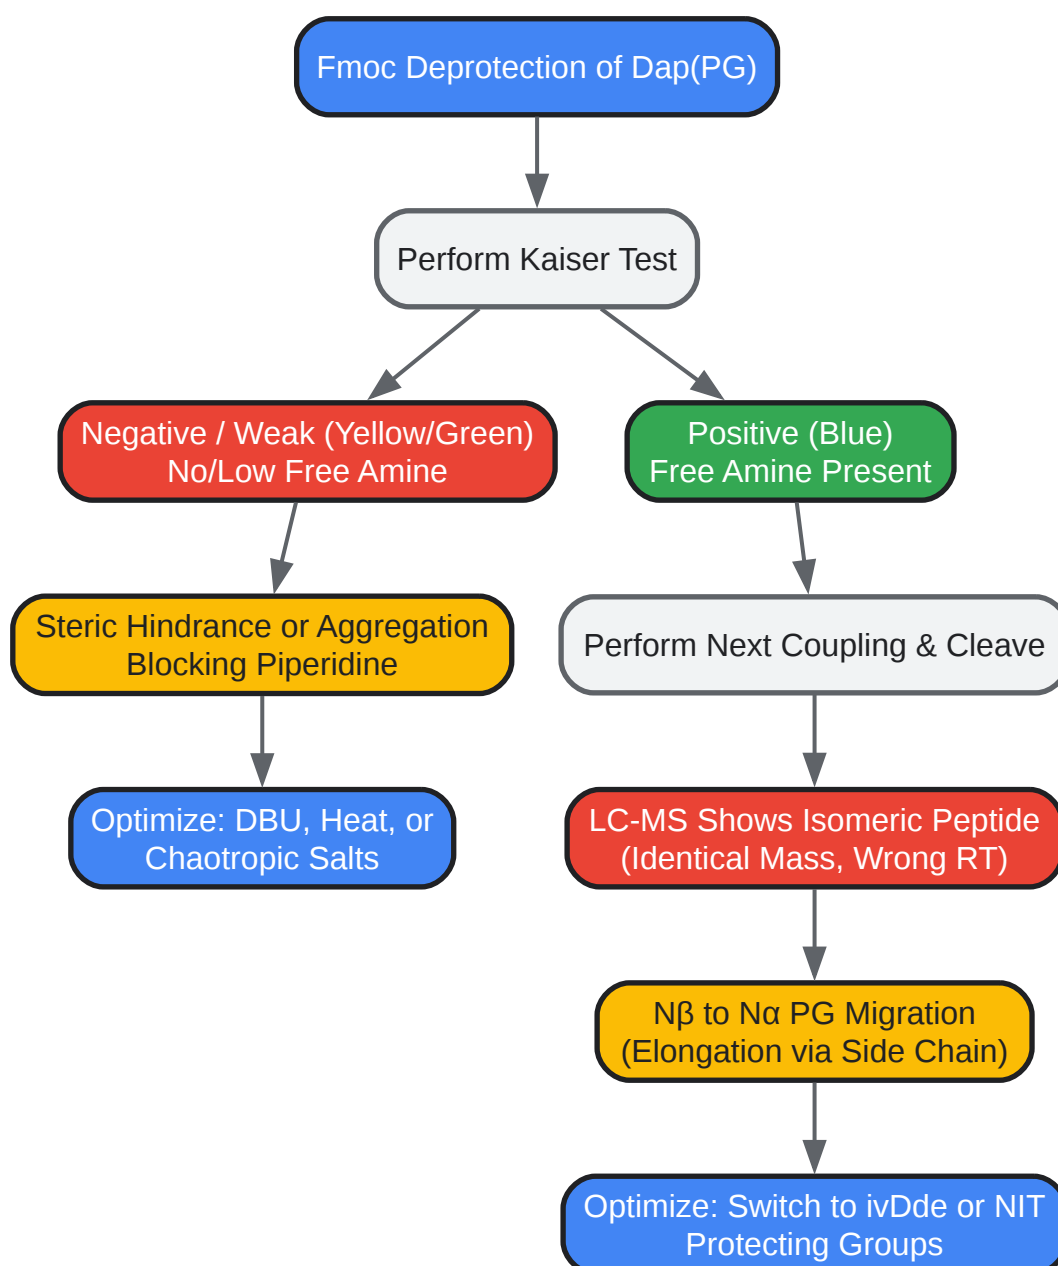 Fmoc Deprotection of Dap(PG)
Perform Kaiser Test
Negative / Weak (Yellow/Green)
No/Low Free Amine
Positive (Blue)
Free Amine Present
Steric Hindrance or Aggregation
Blocking Piperidine
Perform Next Coupling & Cleave
Optimize: DBU, Heat, or
Chaotropic Salts
LC-MS Shows Isomeric Peptide
(Identical Mass, Wrong RT)
Nβ to Nα PG Migration
(Elongation via Side Chain)
Optimize: Switch to ivDde or NIT
Protecting Groups